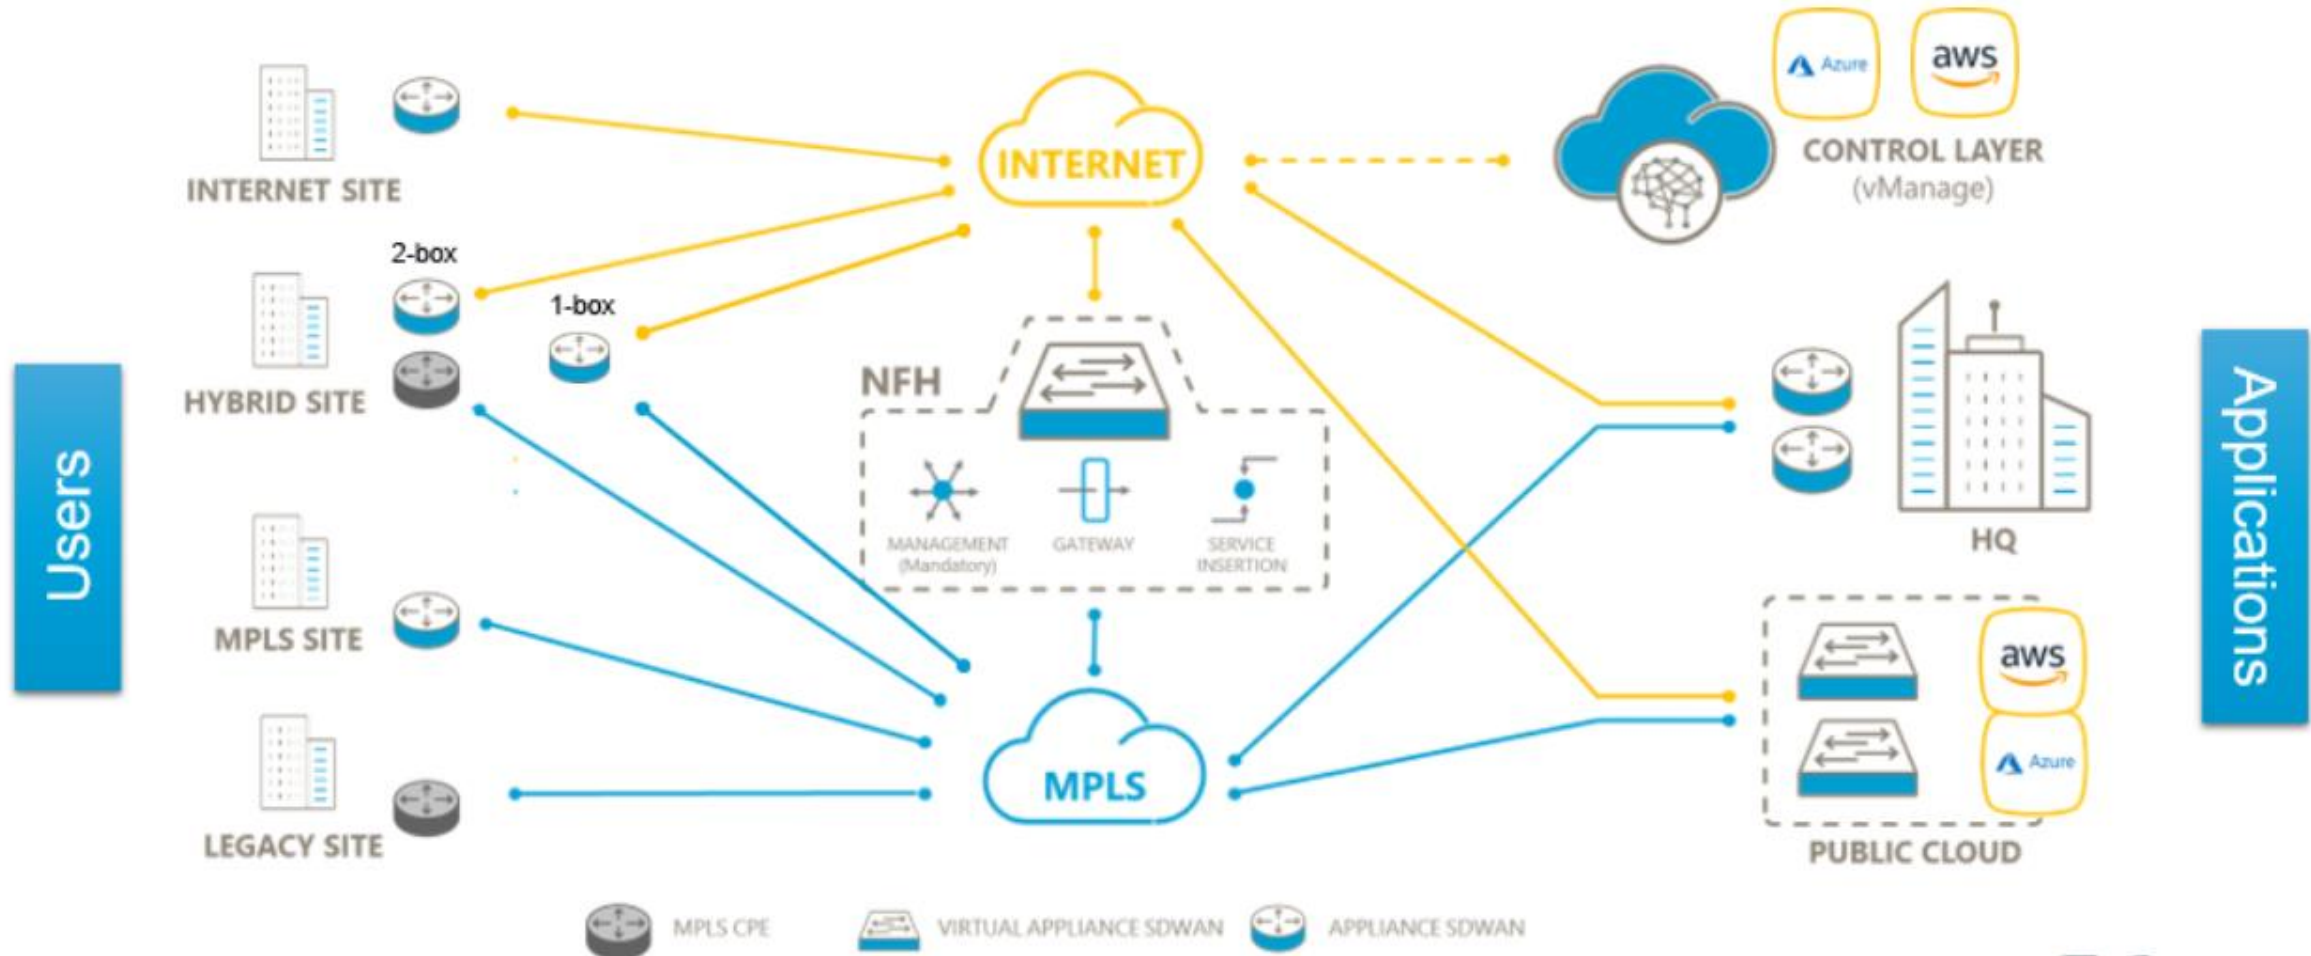 Users
INTERNET SITE
2-box
1-box
HYBRID SITE
MPLS SITE
LEGACY SITE
INTERNET
NFH
MANAGEMENT
(Mandatory)
GATEWAY
SERVICE
INSERTION
MPLS
Azure
aws
CONTROL LAYER
(vManage)
HQ
aws
Azure
PUBLIC CLOUD
Applications
MPLS CPE
VIRTUAL APPLIANCE SDWAN
APPLIANCE SDWAN